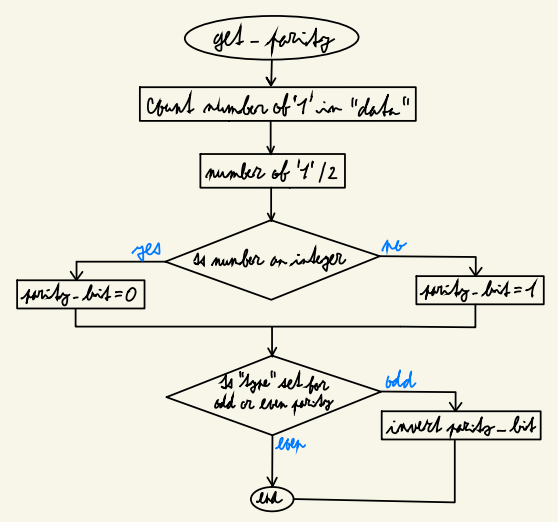 get_parity
Count number of '1' in "data"
number of '1' / 2
yes
no
Is number an integer
parity_bit = 0
parity_bit = 1
Is "type" set for
odd or even parity
odd
invert parity_bit
even
end